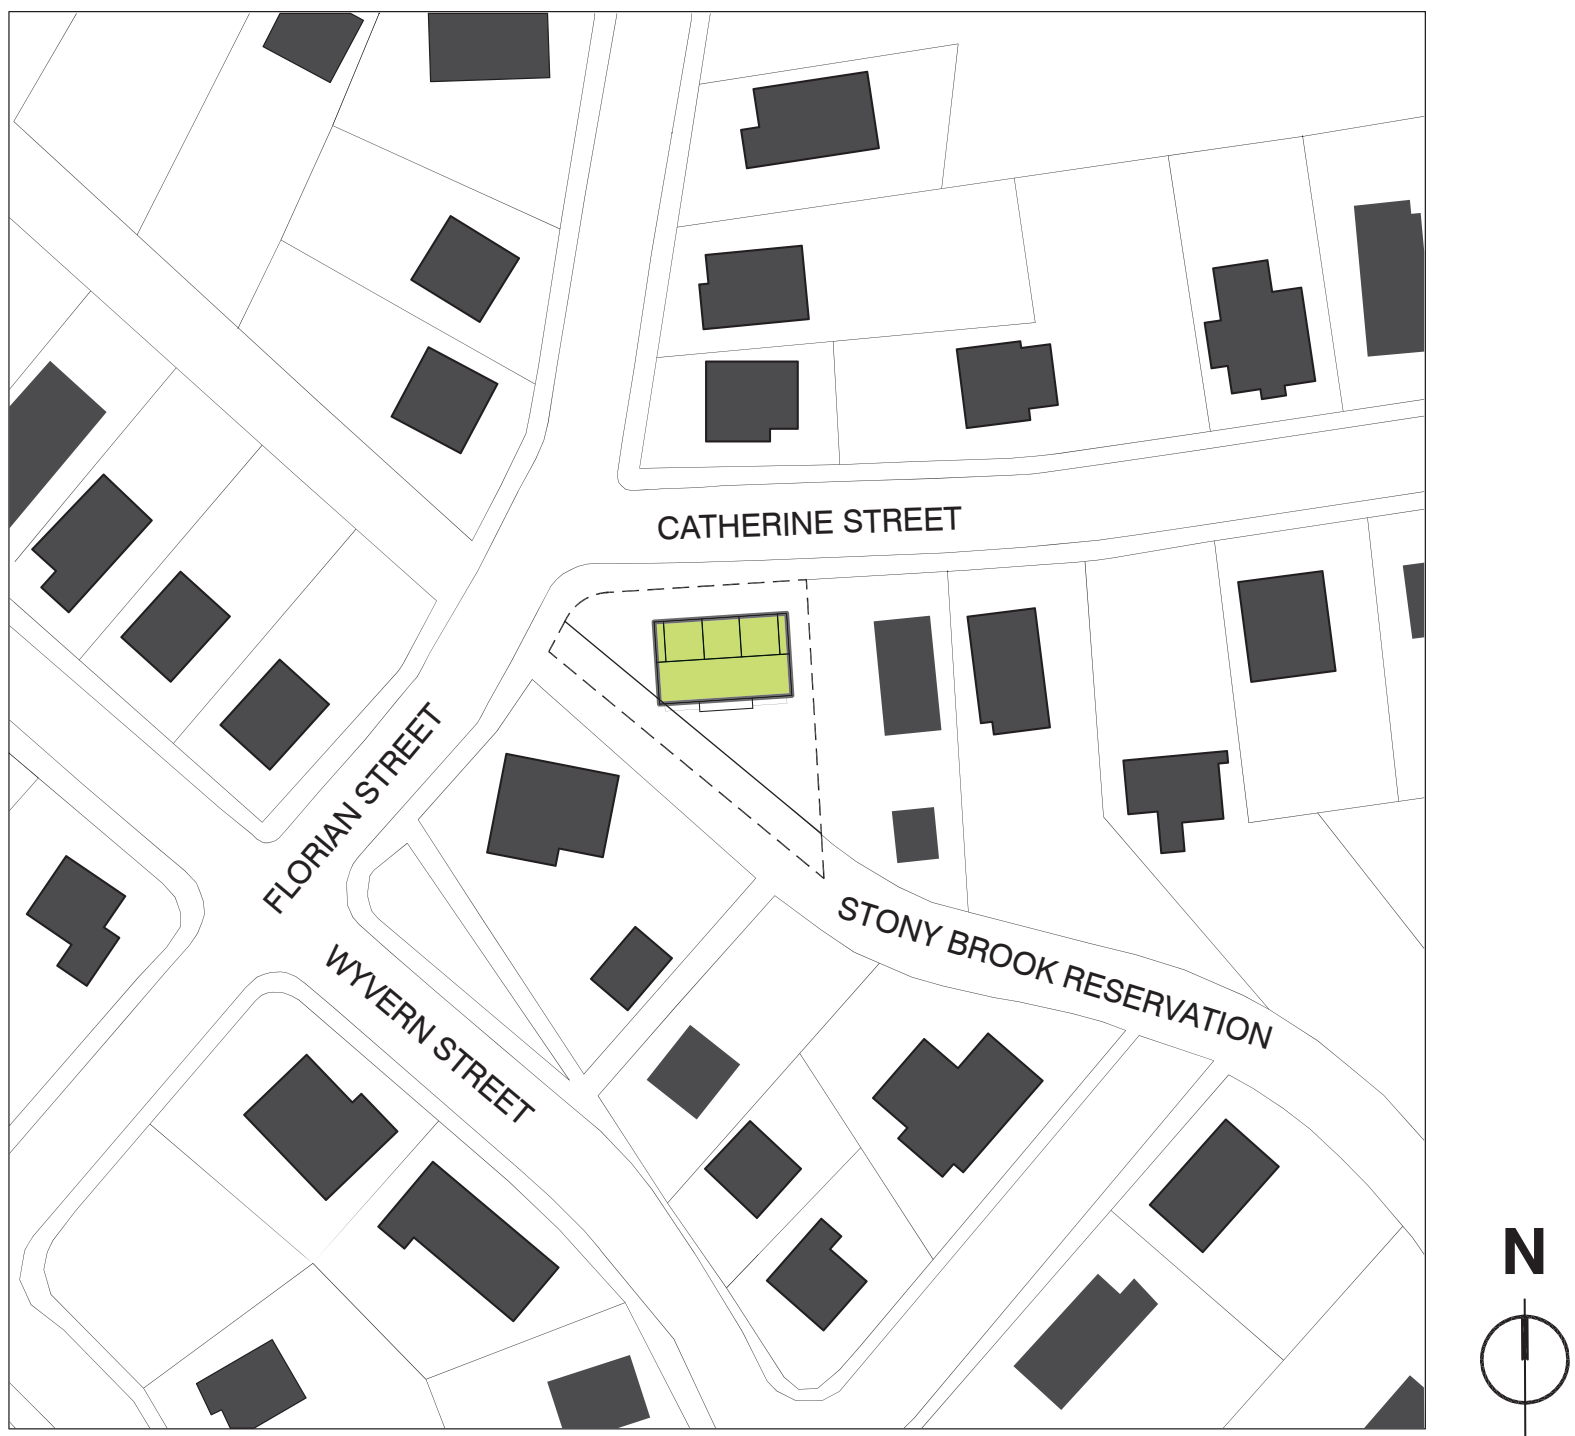 CATHERINE STREET
FLORIAN STREET
STONY BROOK RESERVATION
WYVERN STREET
N